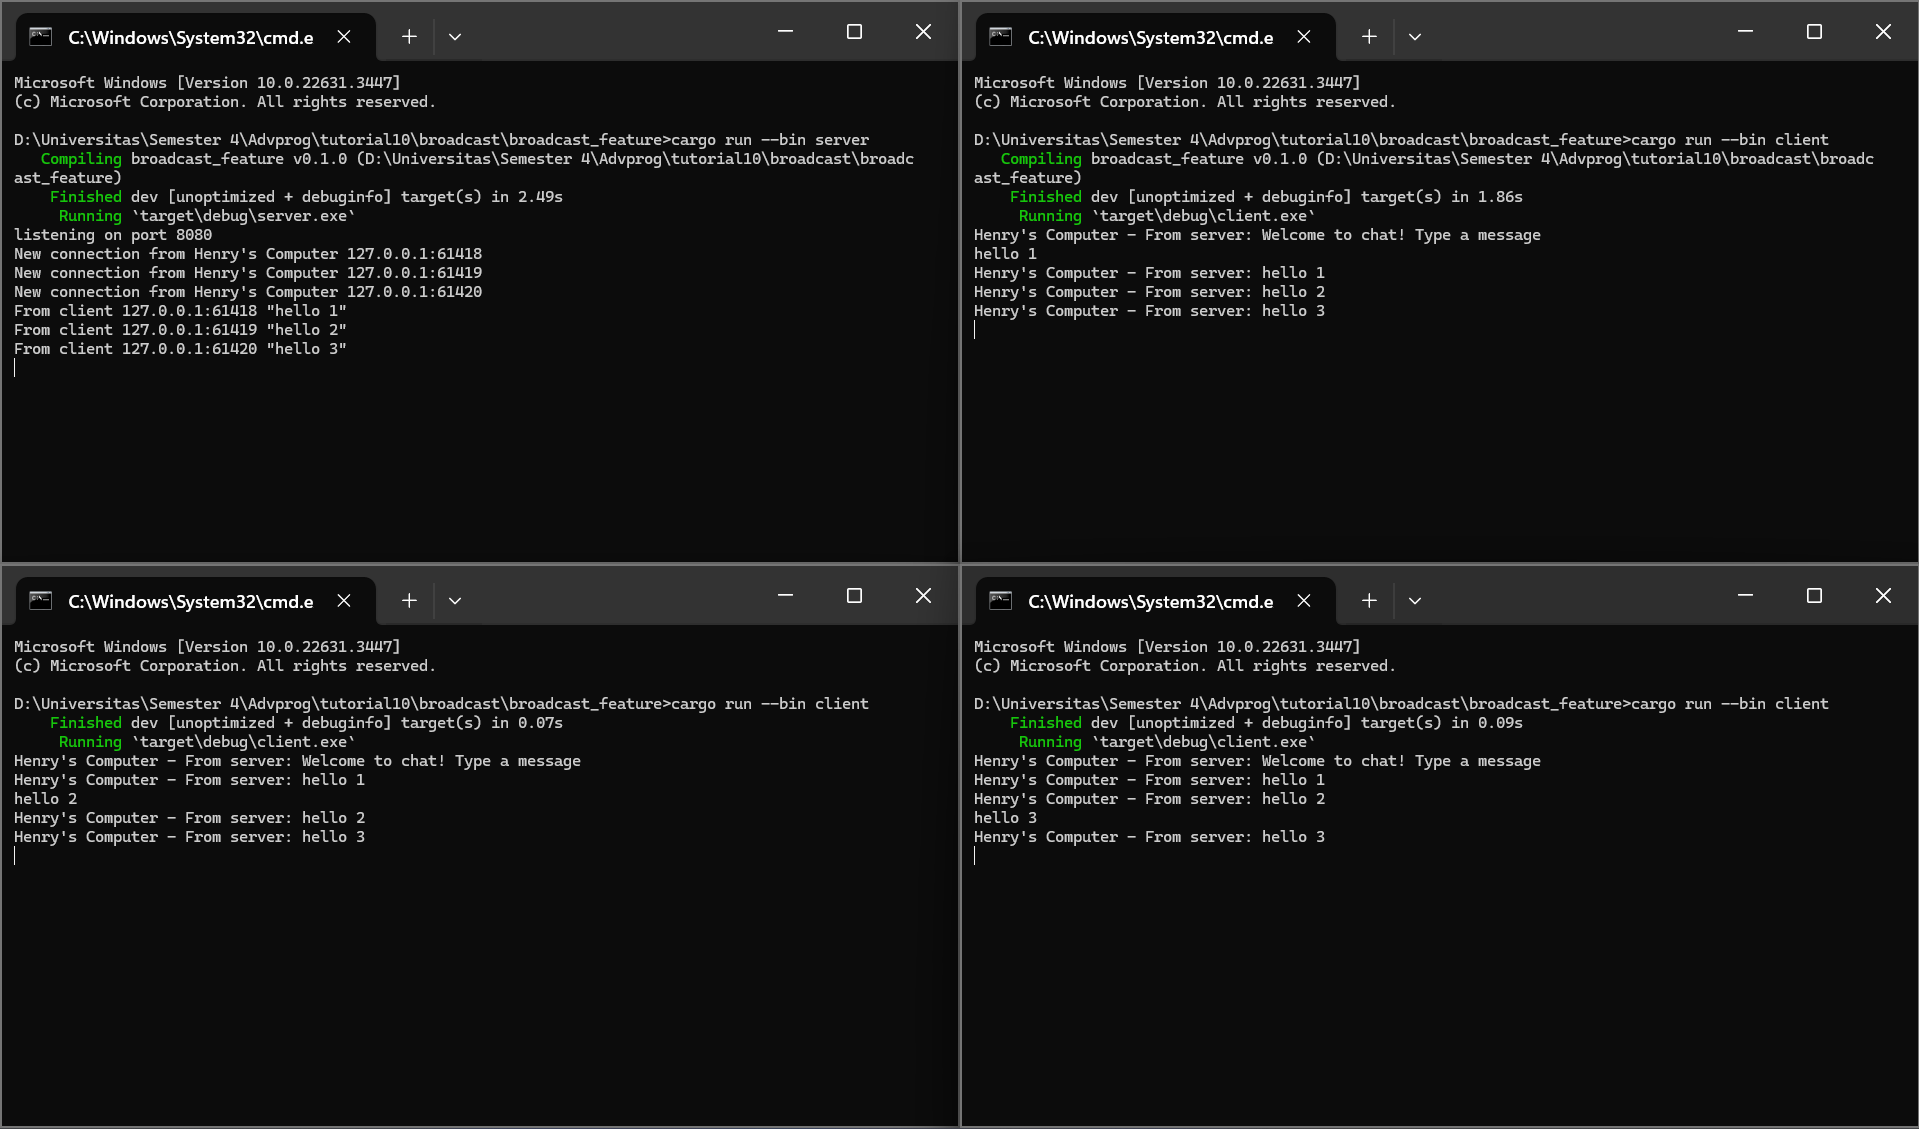 C:\Windows\System32\cmd.e
Microsoft Windows [Version 10.0.22631.3447]
(c) Microsoft Corporation. All rights reserved.
D:\Universitas\Semester 4\Advprog\tutorial10\broadcast\broadcast_feature>cargo run --bin server
Compiling broadcast_feature v0.1.0 (D:\Universitas\Semester 4\Advprog\tutorial10\broadcast\broadc
ast_feature)
Finished dev [unoptimized + debuginfo] target(s) in 2.49s
Running `target\debug\server.exe`
listening on port 8080
New connection from Henry's Computer 127.0.0.1:61418
New connection from Henry's Computer 127.0.0.1:61419
New connection from Henry's Computer 127.0.0.1:61420
From client 127.0.0.1:61418 "hello 1"
From client 127.0.0.1:61419 "hello 2"
From client 127.0.0.1:61420 "hello 3"
C:\Windows\System32\cmd.e
Microsoft Windows [Version 10.0.22631.3447]
(c) Microsoft Corporation. All rights reserved.
D:\Universitas\Semester 4\Advprog\tutorial10\broadcast\broadcast_feature>cargo run --bin client
Compiling broadcast_feature v0.1.0 (D:\Universitas\Semester 4\Advprog\tutorial10\broadcast\broadc
ast_feature)
Finished dev [unoptimized + debuginfo] target(s) in 1.86s
Running `target\debug\client.exe`
Henry's Computer - From server: Welcome to chat! Type a message
hello 1
Henry's Computer - From server: hello 1
Henry's Computer - From server: hello 2
Henry's Computer - From server: hello 3
C:\Windows\System32\cmd.e
Microsoft Windows [Version 10.0.22631.3447]
(c) Microsoft Corporation. All rights reserved.
D:\Universitas\Semester 4\Advprog\tutorial10\broadcast\broadcast_feature>cargo run --bin client
Finished dev [unoptimized + debuginfo] target(s) in 0.07s
Running `target\debug\client.exe`
Henry's Computer - From server: Welcome to chat! Type a message
Henry's Computer - From server: hello 1
hello 2
Henry's Computer - From server: hello 2
Henry's Computer - From server: hello 3
C:\Windows\System32\cmd.e
Microsoft Windows [Version 10.0.22631.3447]
(c) Microsoft Corporation. All rights reserved.
D:\Universitas\Semester 4\Advprog\tutorial10\broadcast\broadcast_feature>cargo run --bin client
Finished dev [unoptimized + debuginfo] target(s) in 0.09s
Running `target\debug\client.exe`
Henry's Computer - From server: Welcome to chat! Type a message
Henry's Computer - From server: hello 1
Henry's Computer - From server: hello 2
hello 3
Henry's Computer - From server: hello 3